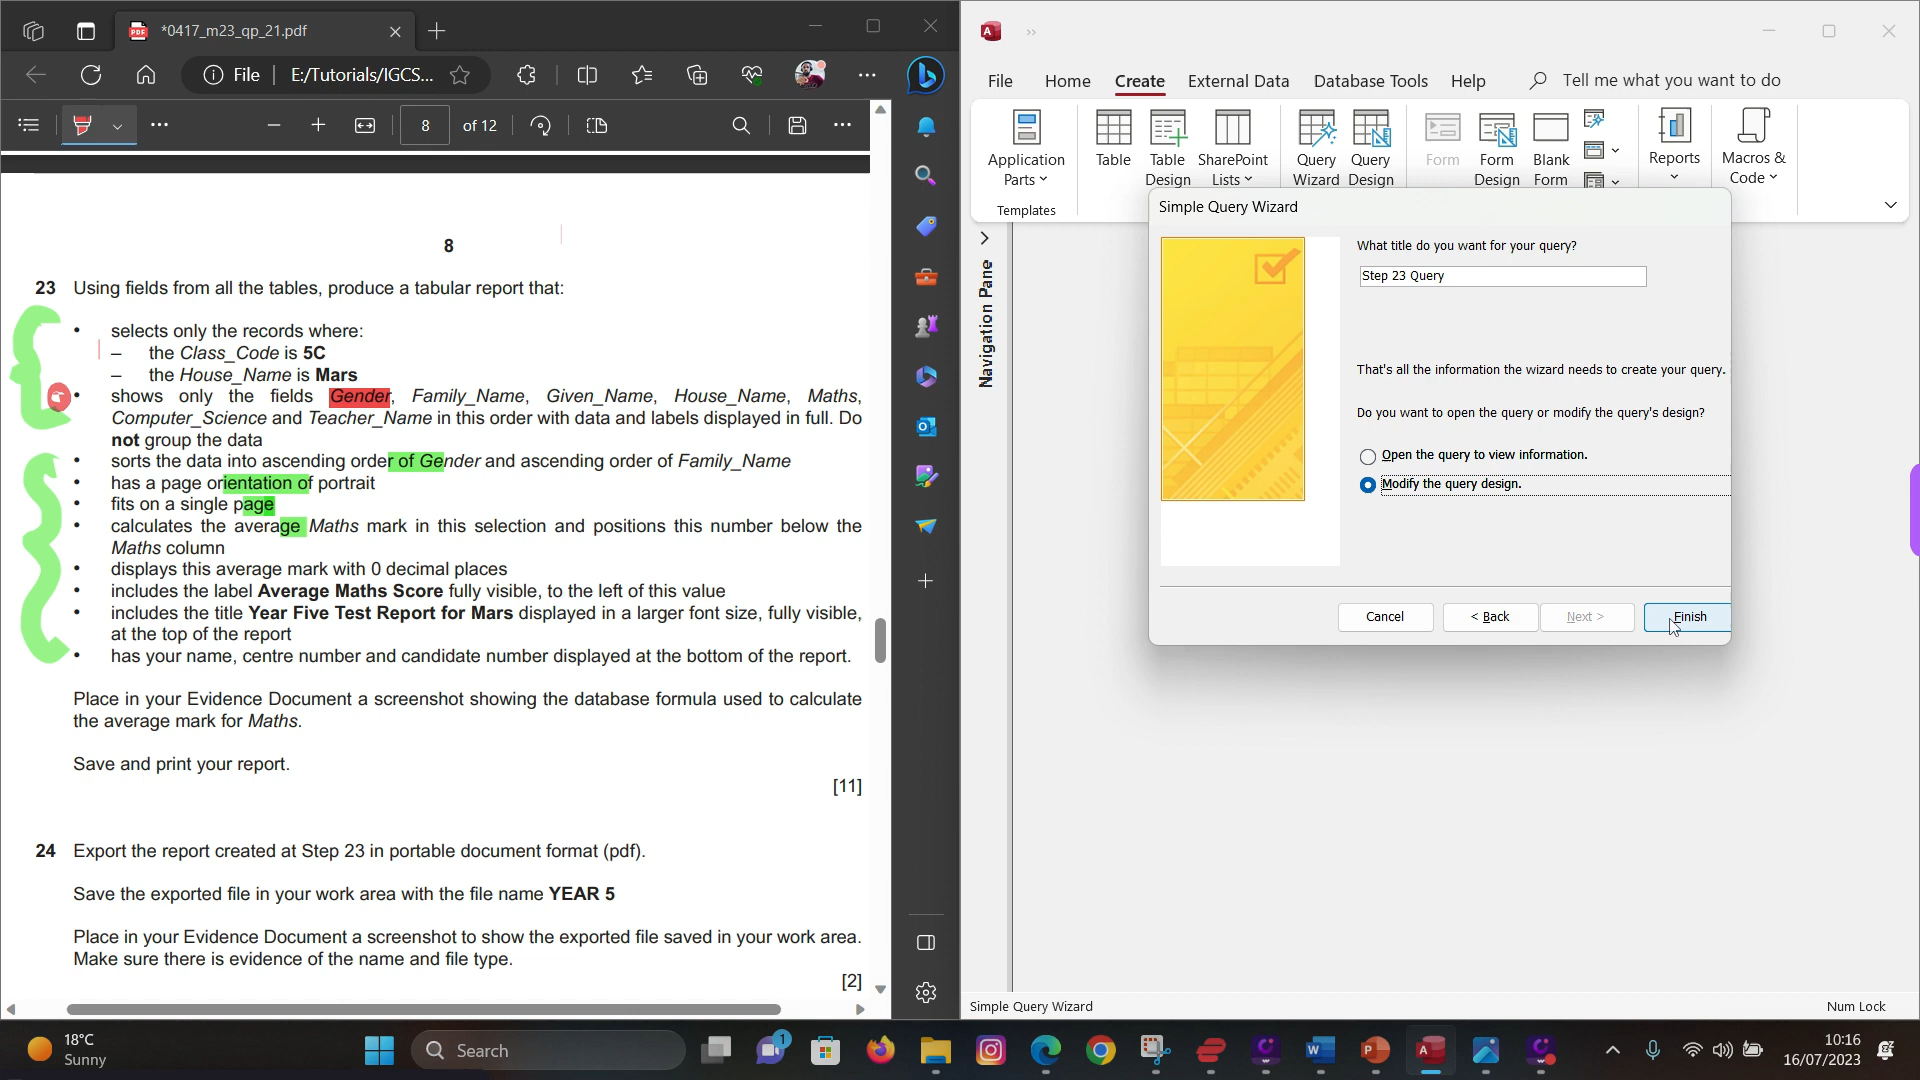 *0417_m23_qp_21.pdf
File
E:/Tutorials/IGCS...
8 of 12
8
23 Using fields from all the tables, produce a tabular report that:
• selects only the records where:
– the Class_Code is 5C
– the House_Name is Mars
• shows only the fields Gender, Family_Name, Given_Name, House_Name, Maths,
Computer_Science and Teacher_Name in this order with data and labels displayed in full. Do
not group the data
• sorts the data into ascending order of Gender and ascending order of Family_Name
• has a page orientation of portrait
• fits on a single page
• calculates the average Maths mark in this selection and positions this number below the
Maths column
• displays this average mark with 0 decimal places
• includes the label Average Maths Score fully visible, to the left of this value
• includes the title Year Five Test Report for Mars displayed in a larger font size, fully visible,
at the top of the report
• has your name, centre number and candidate number displayed at the bottom of the report.
Place in your Evidence Document a screenshot showing the database formula used to calculate
the average mark for Maths.
Save and print your report.
[11]
24 Export the report created at Step 23 in portable document format (pdf).
Save the exported file in your work area with the file name YEAR 5
Place in your Evidence Document a screenshot to show the exported file saved in your work area.
Make sure there is evidence of the name and file type.
[2]
File Home Create External Data Database Tools Help Tell me what you want to do
Application Parts
Table
Table Design
SharePoint Lists
Query Wizard
Query Design
Form
Form Design
Blank Form
Reports
Macros & Code
Templates
Navigation Pane
Simple Query Wizard
What title do you want for your query?
Step 23 Query
That's all the information the wizard needs to create your query.
Do you want to open the query or modify the query's design?
Open the query to view information.
Modify the query design.
Cancel
< Back
Next >
Finish
Simple Query Wizard
Num Lock
18°C
Sunny
Search
1
10:16
16/07/2023